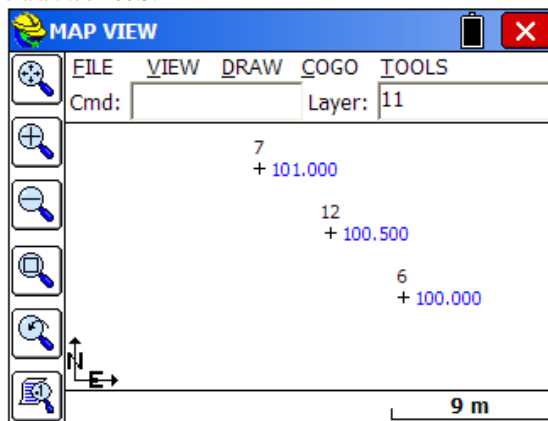 MAP VIEW
FILE VIEW DRAW COGO TOOLS
Cmd: Layer: 11
7
101.000
12
100.500
6
100.000
N
E
9 m